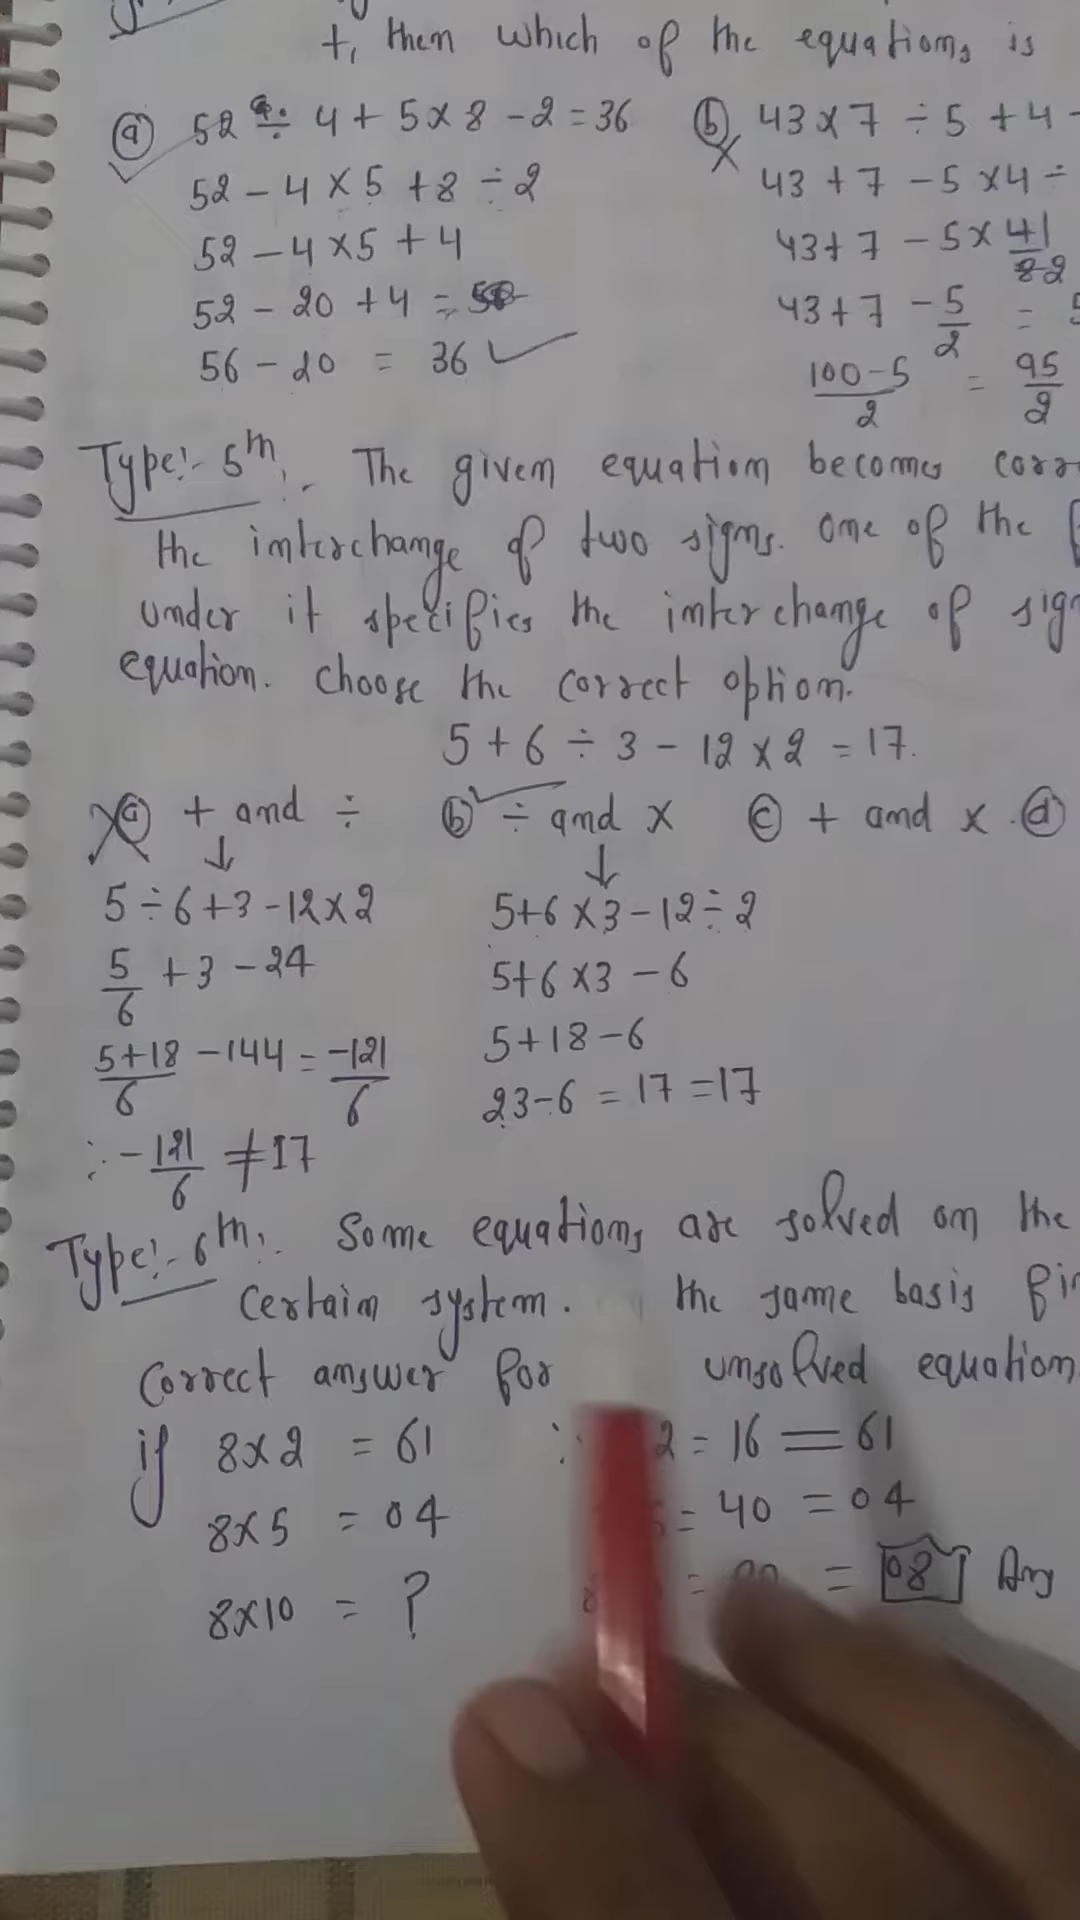 +, then which of the equations is
(a) 52 ÷ 4 + 5 × 8 - 2 = 36
52 - 4 × 5 + 8 ÷ 2
52 - 4 × 5 + 4
52 - 20 + 4 =
56 - 20 = 36 ✓
(b) 43 × 7 ÷ 5 + 4 -
43 + 7 - 5 × 4 ÷
43 + 7 - 5 × 41/82
43 + 7 - 5/2 = 5
(100 - 5)/2 = 95/2
Type:- 5th:- The given equation becomes corr
the interchange of two signs. One of the f
under it specifies the interchange of sign
equation. Choose the correct option.
5 + 6 ÷ 3 - 12 × 2 = 17.
(a) + and ÷ (b) ÷ and × (c) + and × . (d)
↓
5 ÷ 6 + 3 - 12 × 2
5/6 + 3 - 24
5+18/6 - 144 = -121/6
∴ - 121/6 ≠ 17
↓
5+6 × 3 - 12 ÷ 2
5+6 × 3 - 6
5+18 - 6
23 - 6 = 17 = 17
Type:- 6th:- Some equations are solved on the
certain system. the same basis fin
correct answer for unsolved equation
if 8×2 = 61 ∵ 2 = 16 = 61
8×5 = 04 5 = 40 = 04
8×10 = ? 8 = = 08 Ans